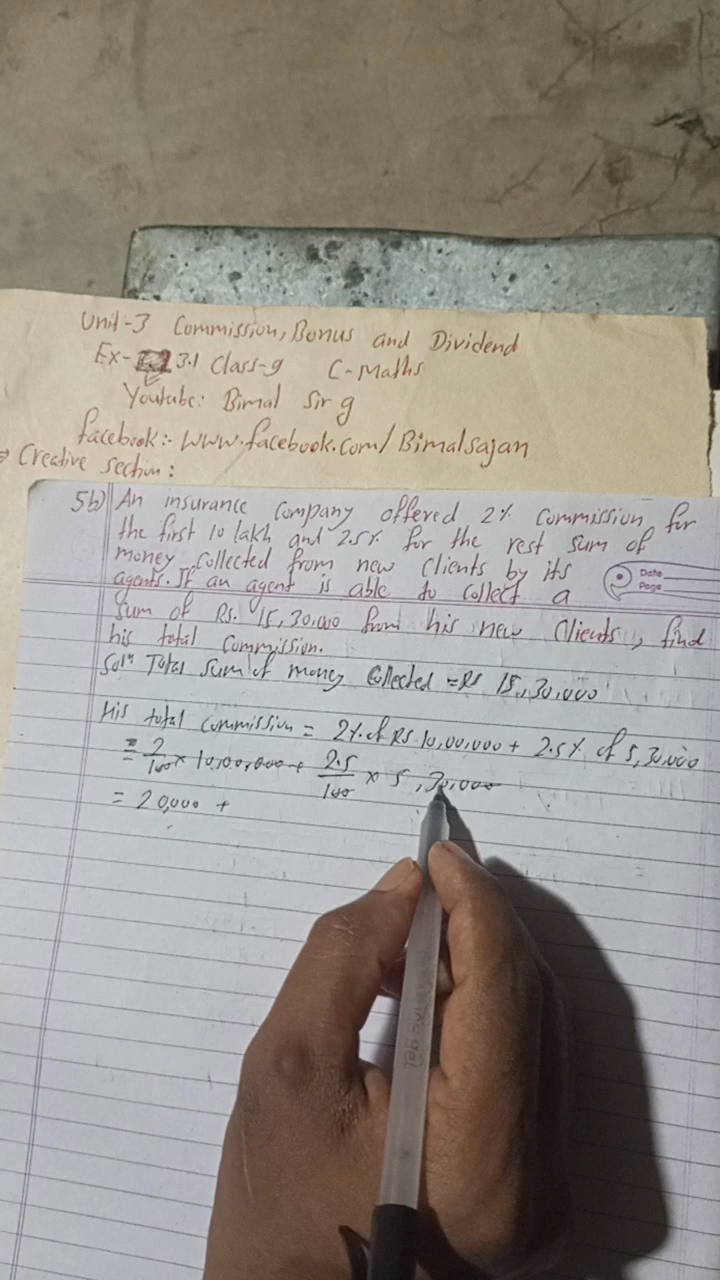 Unit-3 Commission, Bonus and Dividend
Ex- 3.1 Class-9 C-Maths
Youtube: Bimal Sir g
facebook:- www.facebook.com/Bimalsajan
⇒ Creative section:
5b) An insurance Company offered 2% Commission for
the first 10 lakh and 2.5% for the rest sum of
money collected from new Clients by its
Date
Page
agents. If an agent is able to collect a
Sum of Rs. 15,30,000 from his new Clients, find
his total Commission.
Solⁿ Total Sum of money Collected = Rs 15,30,000
His total commission = 2% of Rs. 10,00,000 + 2.5% of 5,30,000
= 2/100 × 10,00,000 + 2.5/100 × 5,30,000
= 20,000 +